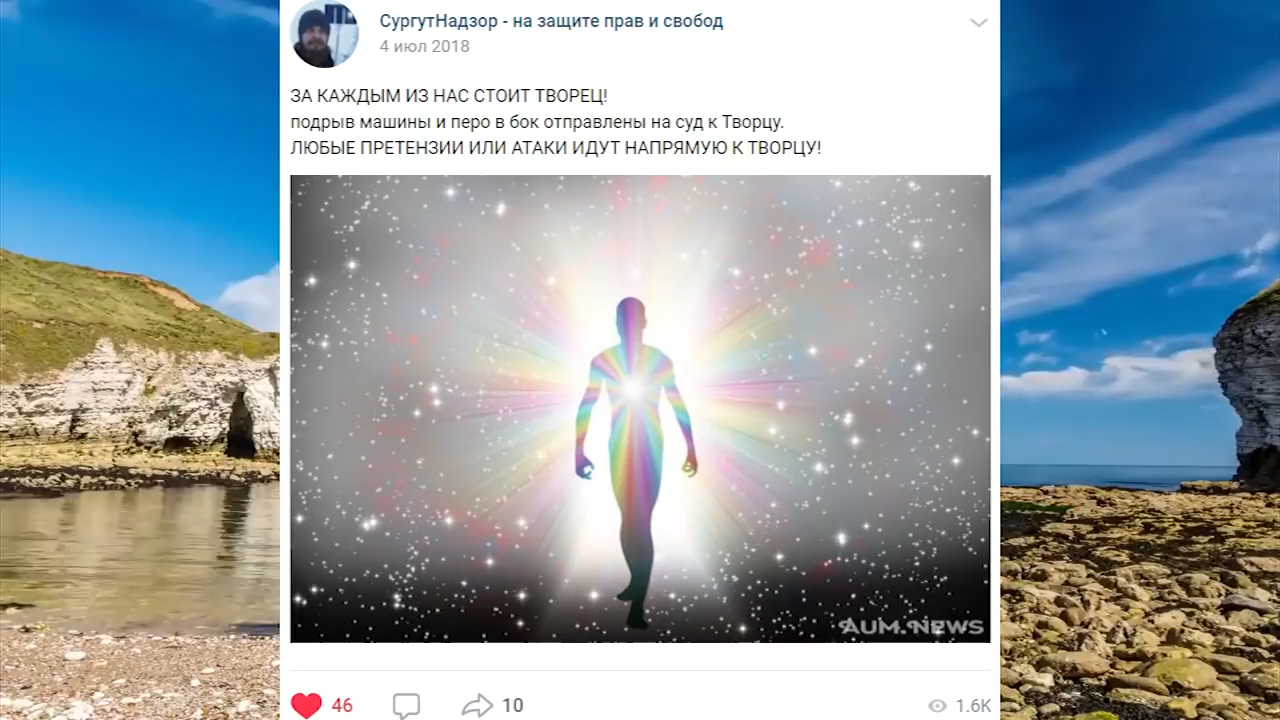 СургутНадзор - на защите прав и свобод
4 июл 2018
ЗА КАЖДЫМ ИЗ НАС СТОИТ ТВОРЕЦ!
подрыв машины и перо в бок отправлены на суд к Творцу.
ЛЮБЫЕ ПРЕТЕНЗИИ ИЛИ АТАКИ ИДУТ НАПРЯМУЮ К ТВОРЦУ!
AUM.NEWS
46
10
1.6K